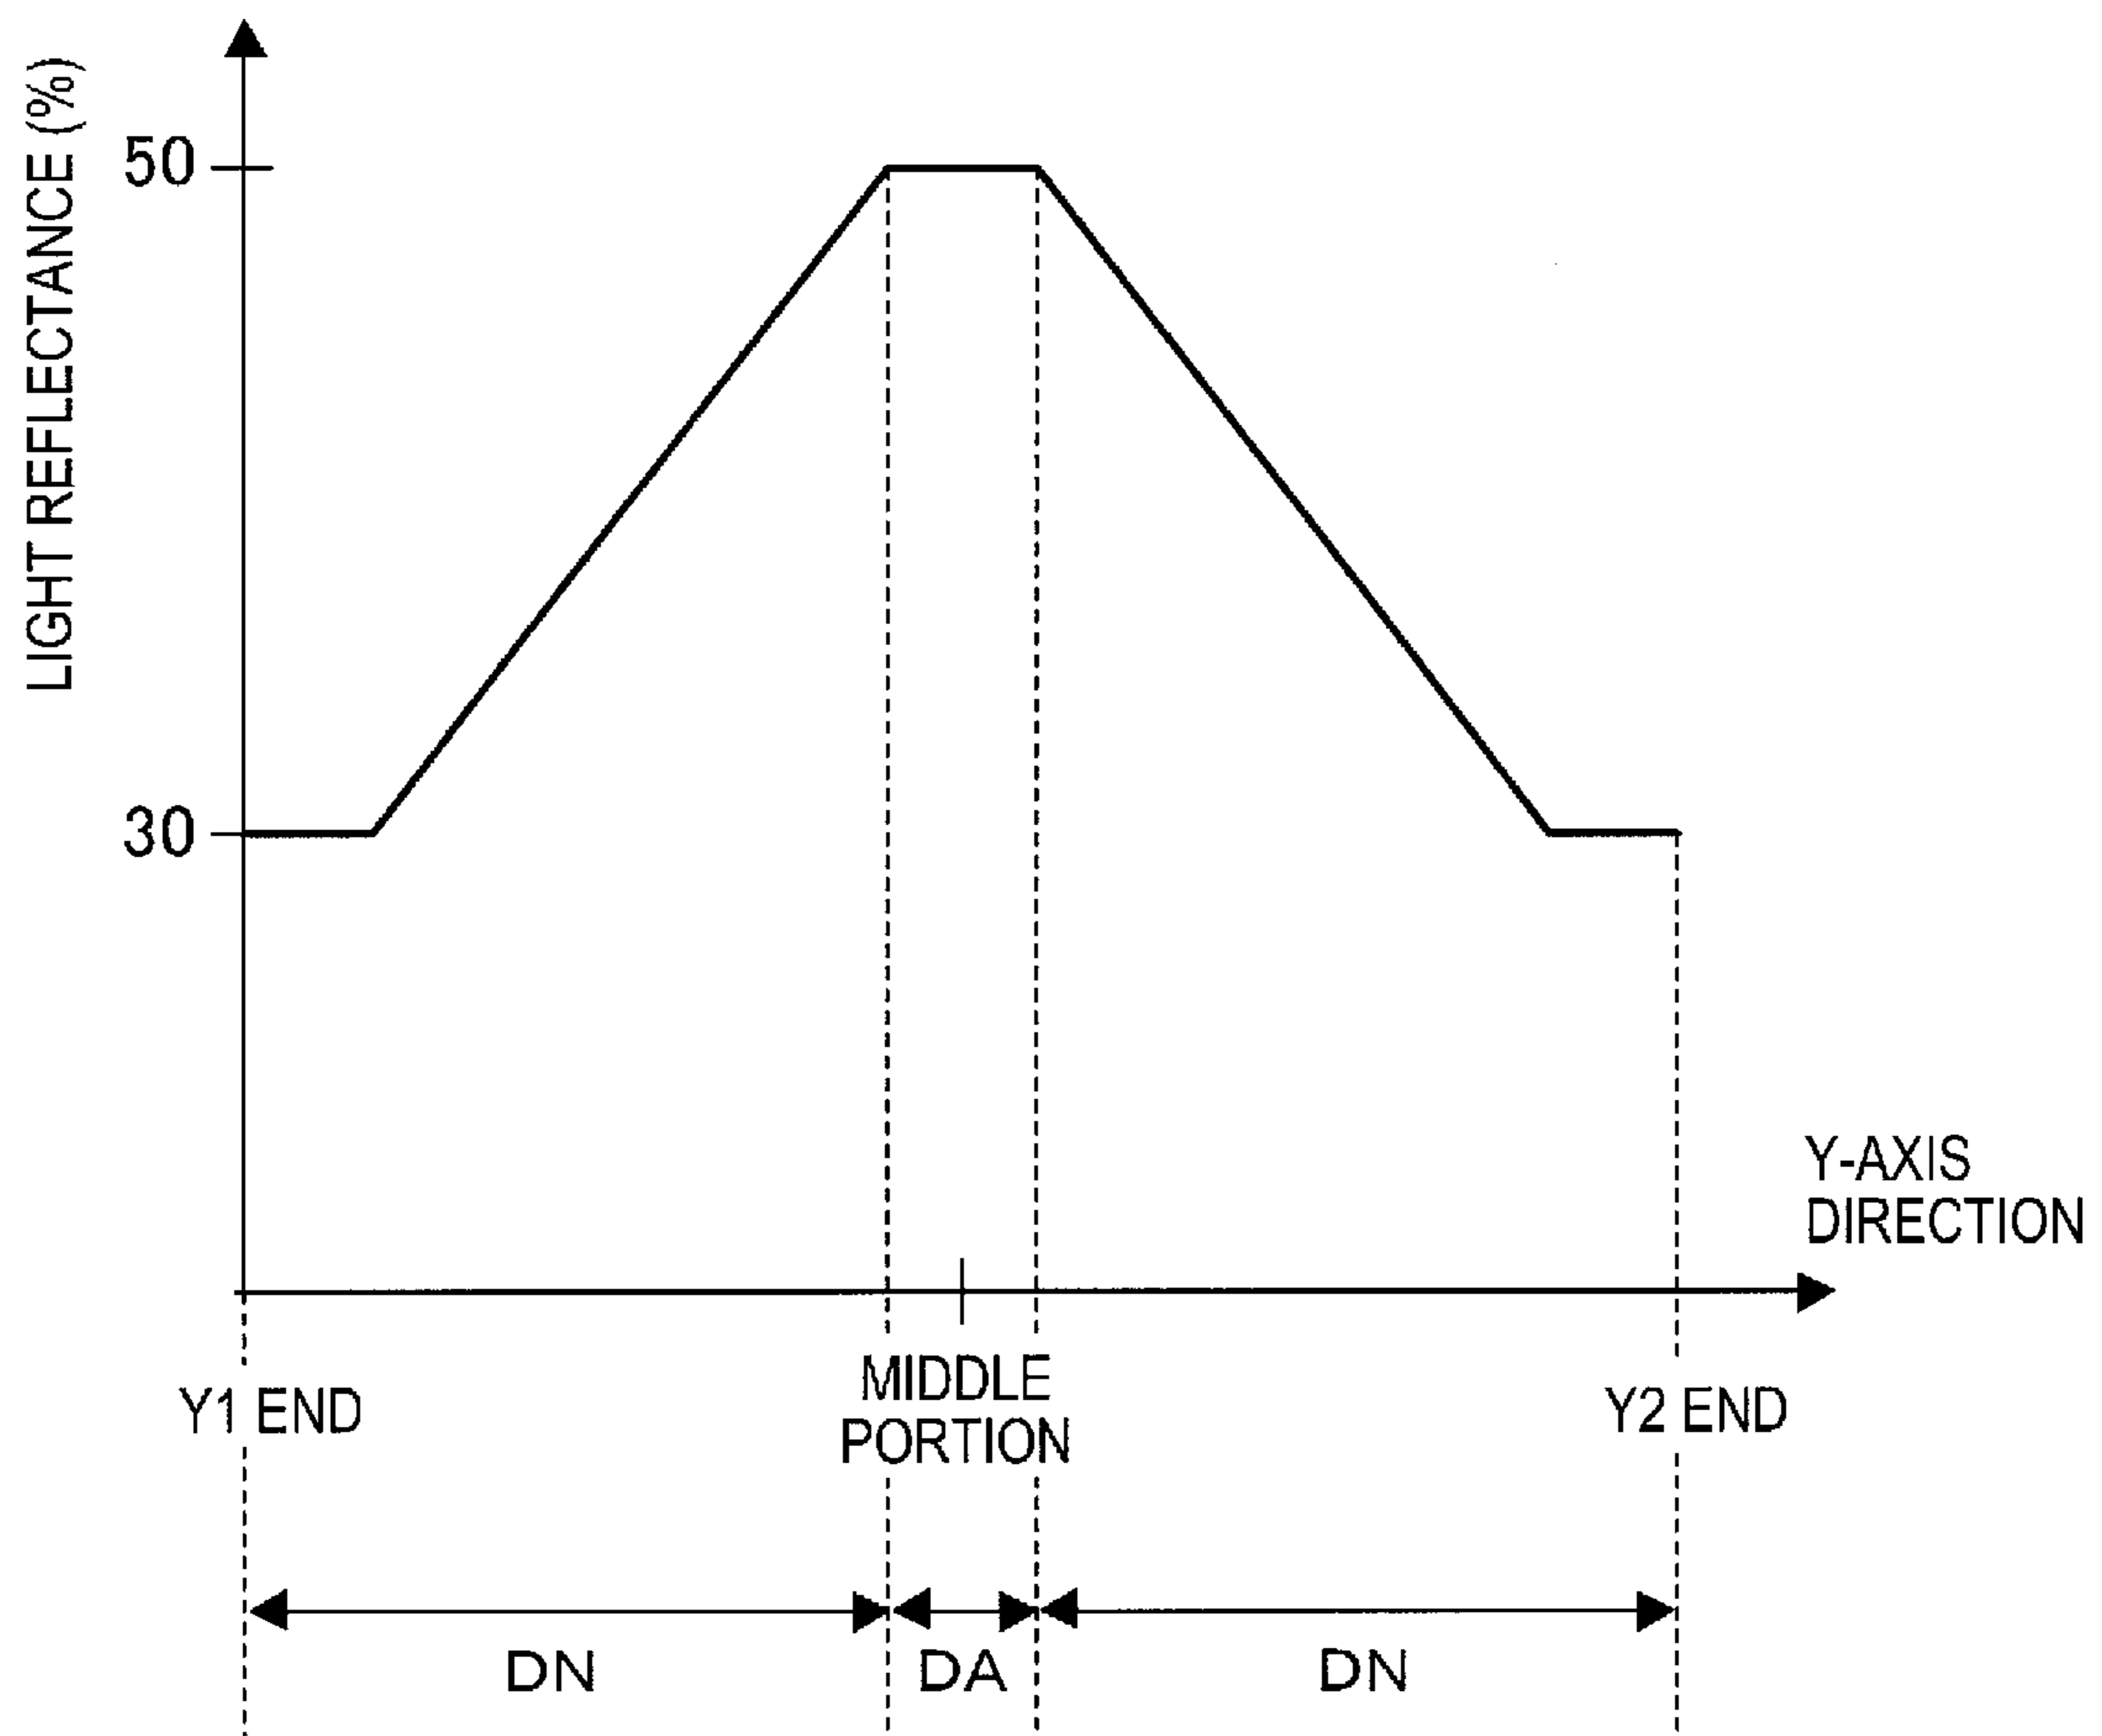 LIGHT REFLECTANCE (%)
50
30
Y-AXIS
DIRECTION
Y1 END
MIDDLE
PORTION
Y2 END
DN
DA
DN